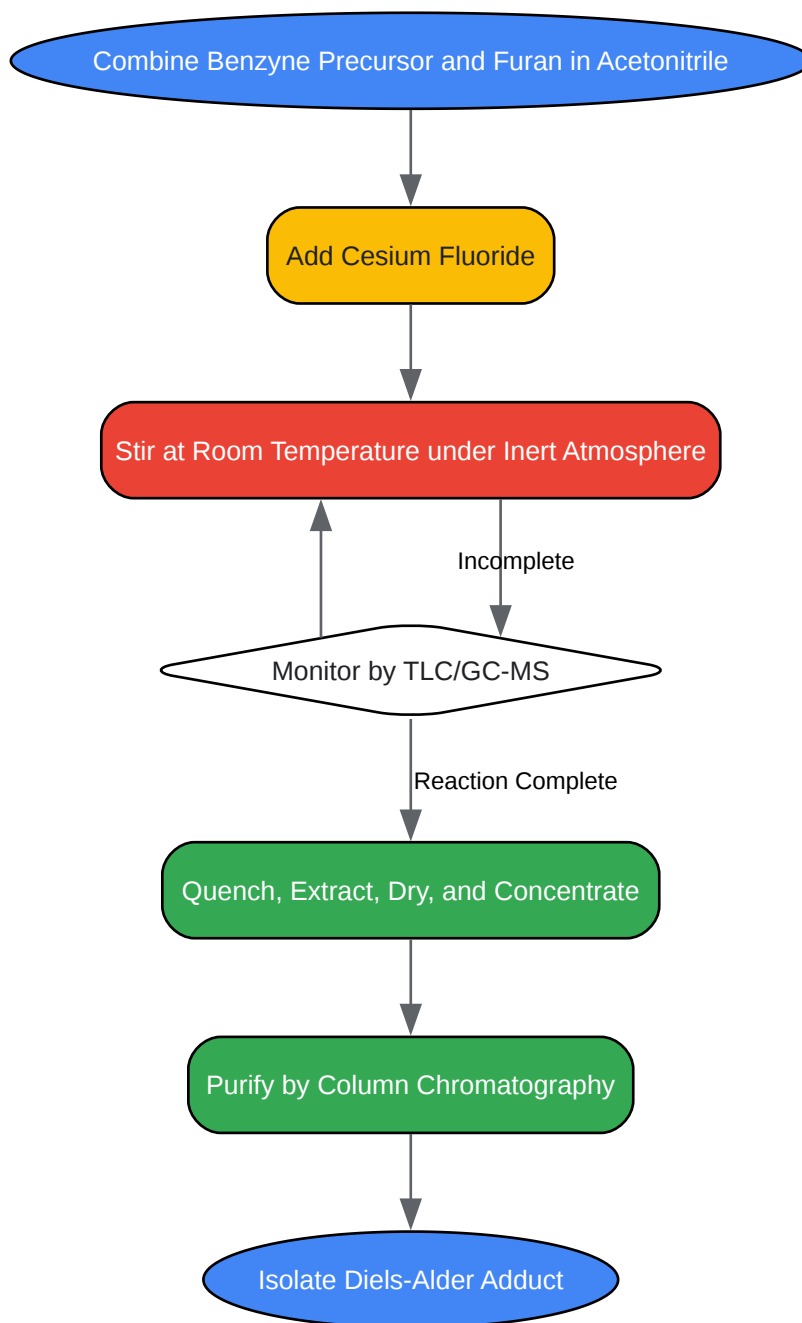 Combine Benzyne Precursor and Furan in Acetonitrile
Add Cesium Fluoride
Stir at Room Temperature under Inert Atmosphere
Incomplete
Monitor by TLC/GC-MS
Reaction Complete
Quench, Extract, Dry, and Concentrate
Purify by Column Chromatography
Isolate Diels-Alder Adduct